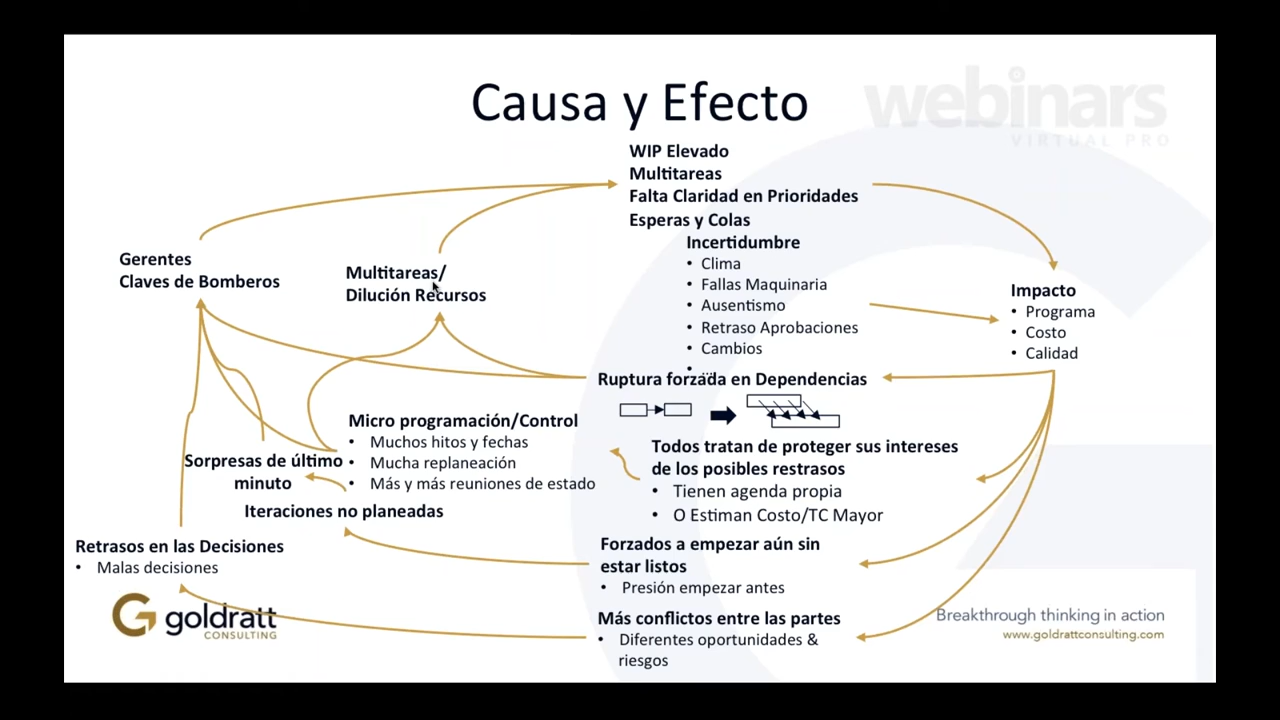 webinars
VIRTUAL PRO
Causa y Efecto
WIP Elevado
Multitareas
Falta Claridad en Prioridades
Esperas y Colas
Incertidumbre
• Clima
• Fallas Maquinaria
• Ausentismo
• Retraso Aprobaciones
• Cambios
• ...
Gerentes
Claves de Bomberos
Multitareas/
Dilución Recursos
Impacto
• Programa
• Costo
• Calidad
Ruptura forzada en Dependencias
Micro programación/Control
• Muchos hitos y fechas
• Mucha replaneación
• Más y más reuniones de estado
Todos tratan de proteger sus intereses
de los posibles restrasos
• Tienen agenda propia
• O Estiman Costo/TC Mayor
Sorpresas de último
minuto
Iteraciones no planeadas
Forzados a empezar aún sin
estar listos
• Presión empezar antes
Retrasos en las Decisiones
• Malas decisiones
Más conflictos entre las partes
• Diferentes oportunidades &
riesgos
goldratt
CONSULTING
Breakthrough thinking in action
www.goldrattconsulting.com